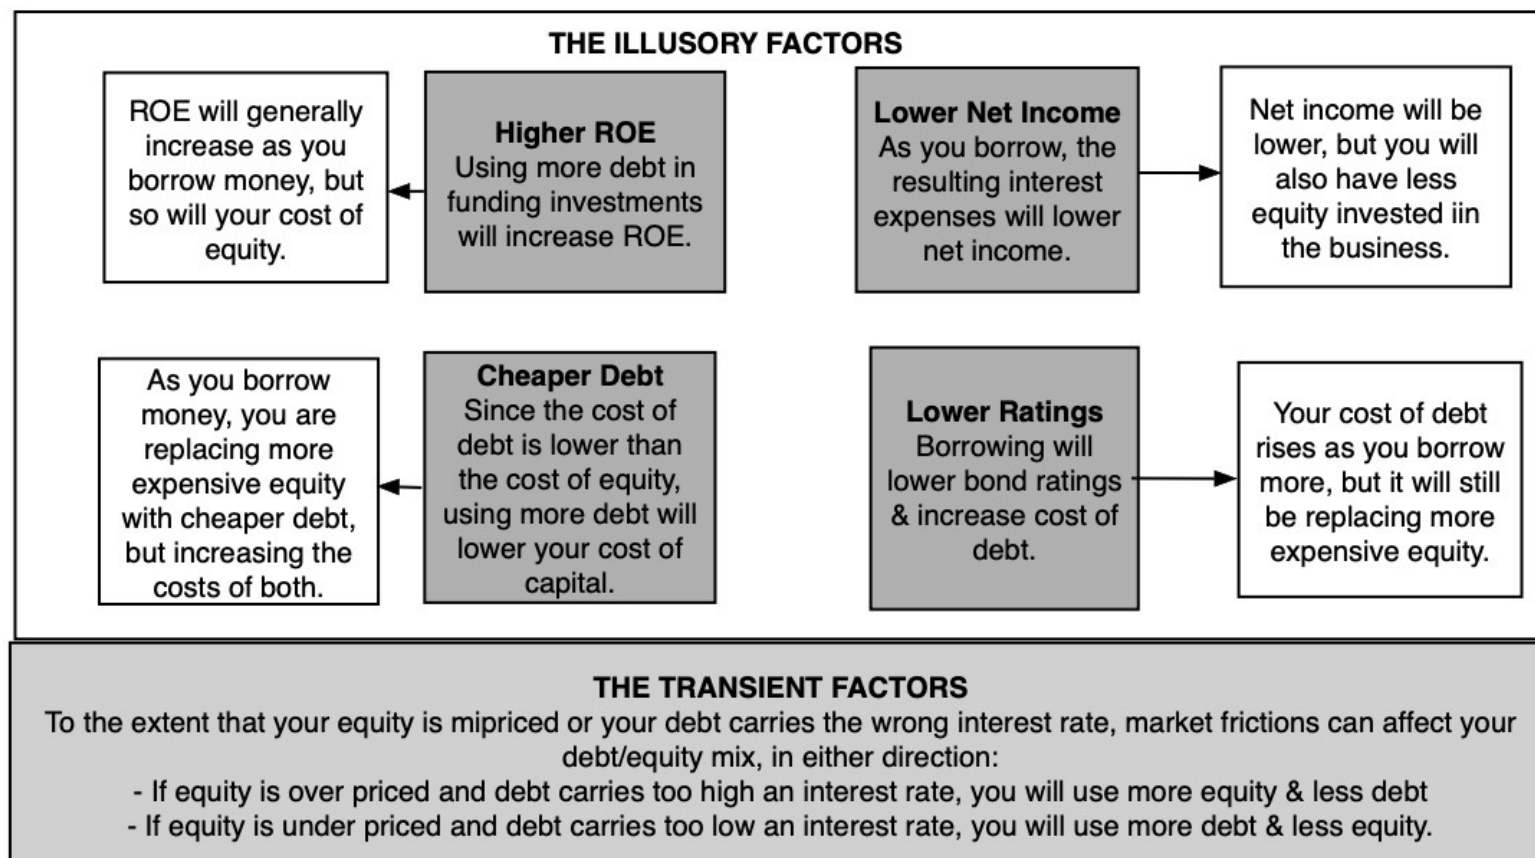 THE ILLUSORY FACTORS
ROE will generally
increase as you
borrow money, but
so will your cost of
equity.
Higher ROE
Using more debt in
funding investments
will increase ROE.
Lower Net Income
As you borrow, the
resulting interest
expenses will lower
net income.
Net income will be
lower, but you will
also have less
equity invested iin
the business.
As you borrow
money, you are
replacing more
expensive equity
with cheaper debt,
but increasing the
costs of both.
Cheaper Debt
Since the cost of
debt is lower than
the cost of equity,
using more debt will
lower your cost of
capital.
Lower Ratings
Borrowing will
lower bond ratings
& increase cost of
debt.
Your cost of debt
rises as you borrow
more, but it will still
be replacing more
expensive equity.
THE TRANSIENT FACTORS
To the extent that your equity is mipriced or your debt carries the wrong interest rate, market frictions can affect your
debt/equity mix, in either direction:
- If equity is over priced and debt carries too high an interest rate, you will use more equity & less debt
- If equity is under priced and debt carries too low an interest rate, you will use more debt & less equity.